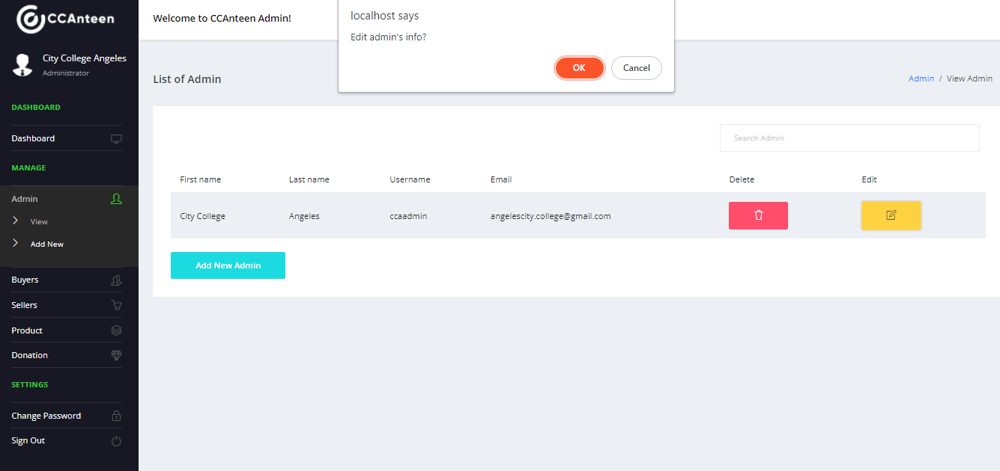 CCAnteen
City College Angeles
Administrator
DASHBOARD
Dashboard
MANAGE
Admin
View
Add New
Buyers
Sellers
Product
Donation
SETTINGS
Change Password
Sign Out
Welcome to CCAnteen Admin!
localhost says
Edit admin's info?
OK Cancel
List of Admin
Admin / View Admin
Search Admin
First name Last name Username Email Delete Edit
City College Angeles ccaadmin angelescity.college@gmail.com
Add New Admin